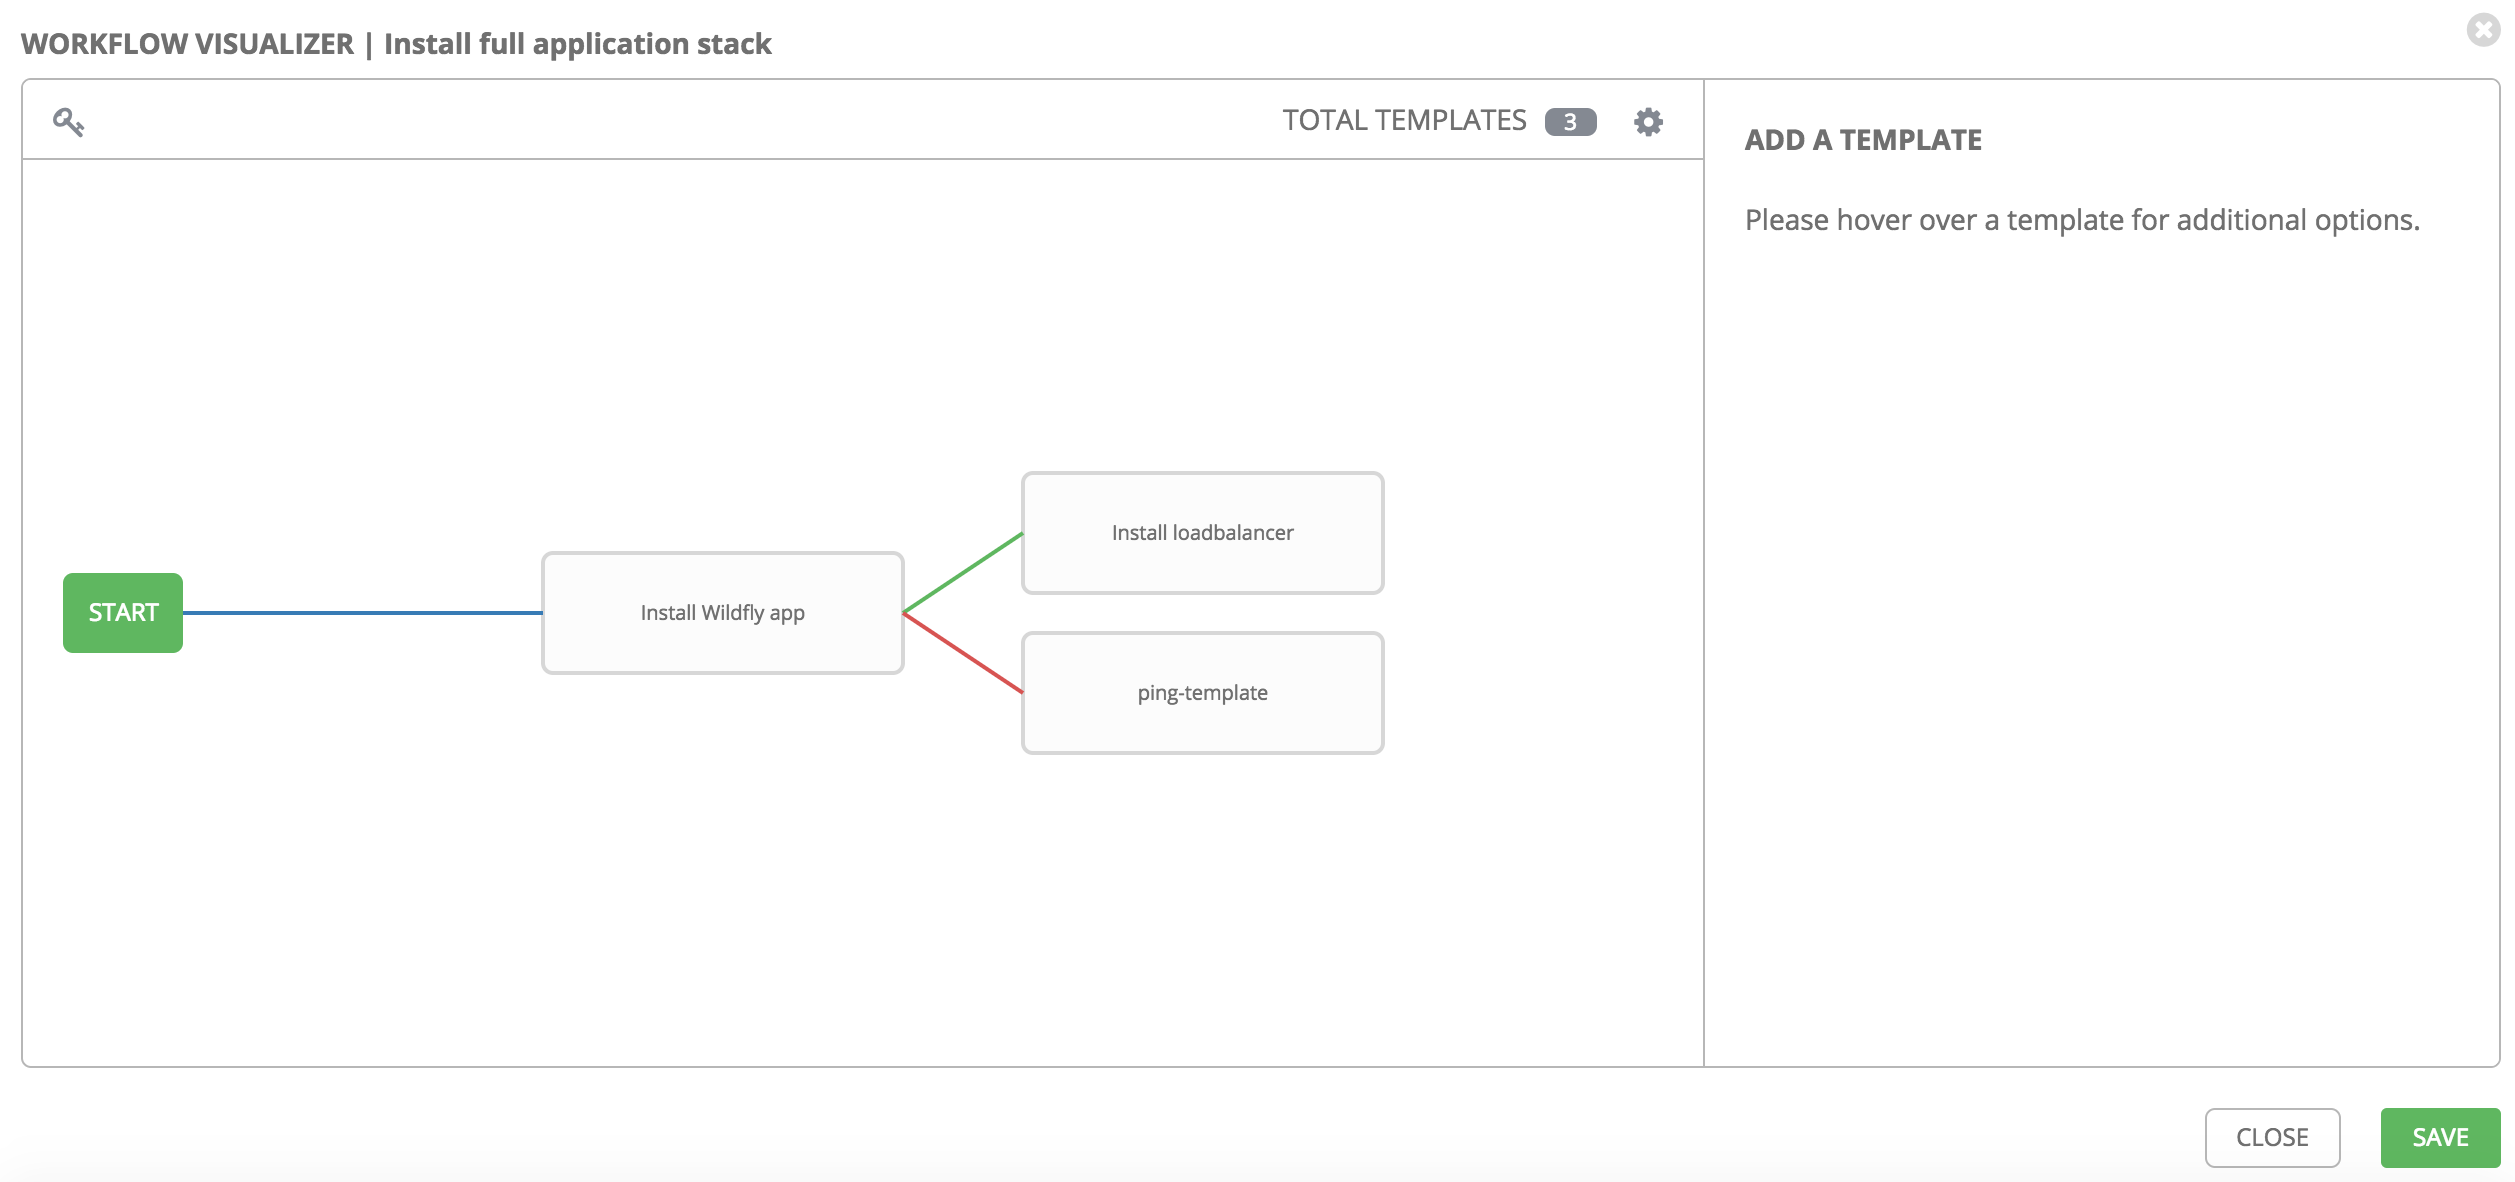 WORKFLOW VISUALIZER | Install full application stack
TOTAL TEMPLATES 3
ADD A TEMPLATE
Please hover over a template for additional options.
START
Install Wildfly app
Install loadbalancer
ping-template
CLOSE
SAVE